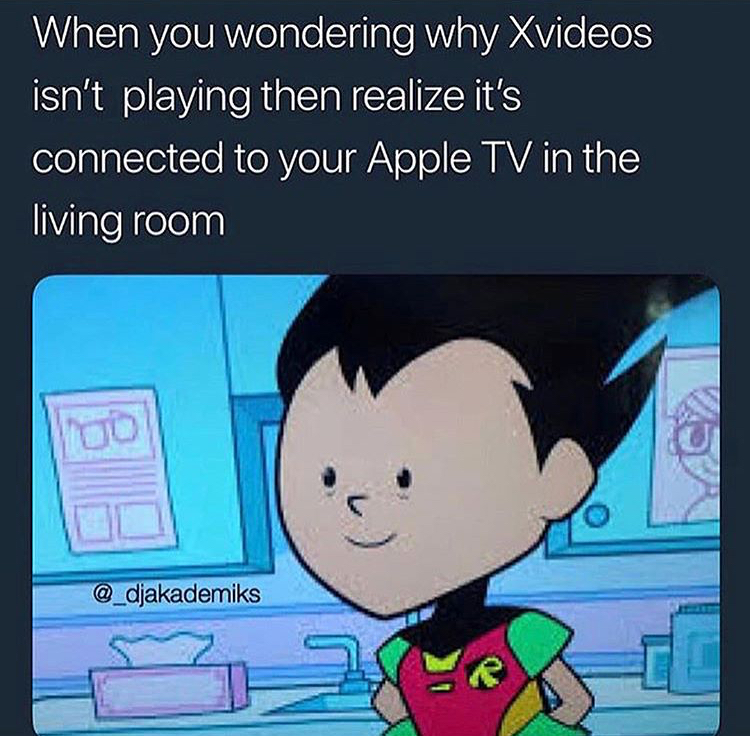 When you wondering why Xvideos
isn't playing then realize it's
connected to your Apple TV in the
living room
@_djakademiks
R